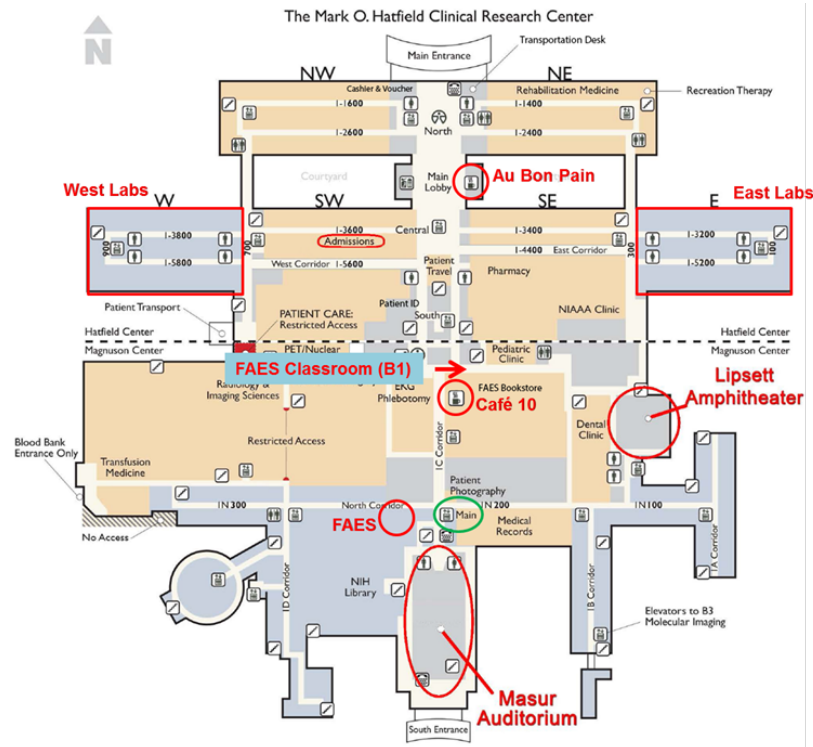 The Mark O. Hatfield Clinical Research Center
N
Main Entrance
Transportation Desk
NW
NE
Cashier & Voucher
Rehabilitation Medicine
Recreation Therapy
1-1600
1-1400
North
1-2600
1-2400
Courtyard
Main
Lobby
Au Bon Pain
West Labs
East Labs
W
SW
SE
E
1-3800
900
1-5800
700
1-3600
Admissions
Central
1-3400
1-4400
East Corridor
300
1-3200
100
1-5200
West Corridor
1-5600
Patient
Travel
Pharmacy
Patient Transport
PATIENT CARE:
Restricted Access
Patient ID
South
NIAAA Clinic
Hatfield Center
Magnuson Center
Hatfield Center
Magnuson Center
PET/Nuclear
Pediatric
Clinic
FAES Classroom (B1)
Radiology &
Imaging Sciences
EKG
Phlebotomy
FAES Bookstore
Café 10
Lipsett
Amphitheater
Dental
Clinic
Blood Bank
Entrance Only
Restricted Access
1C Corridor
Transfusion
Medicine
Patient
Photography
1N 300
North Corridor
1N 200
1N100
FAES
Main
Medical
Records
No Access
1D Corridor
NIH
Library
1B Corridor
1A Corridor
Elevators to B3
Molecular Imaging
Masur
Auditorium
South Entrance